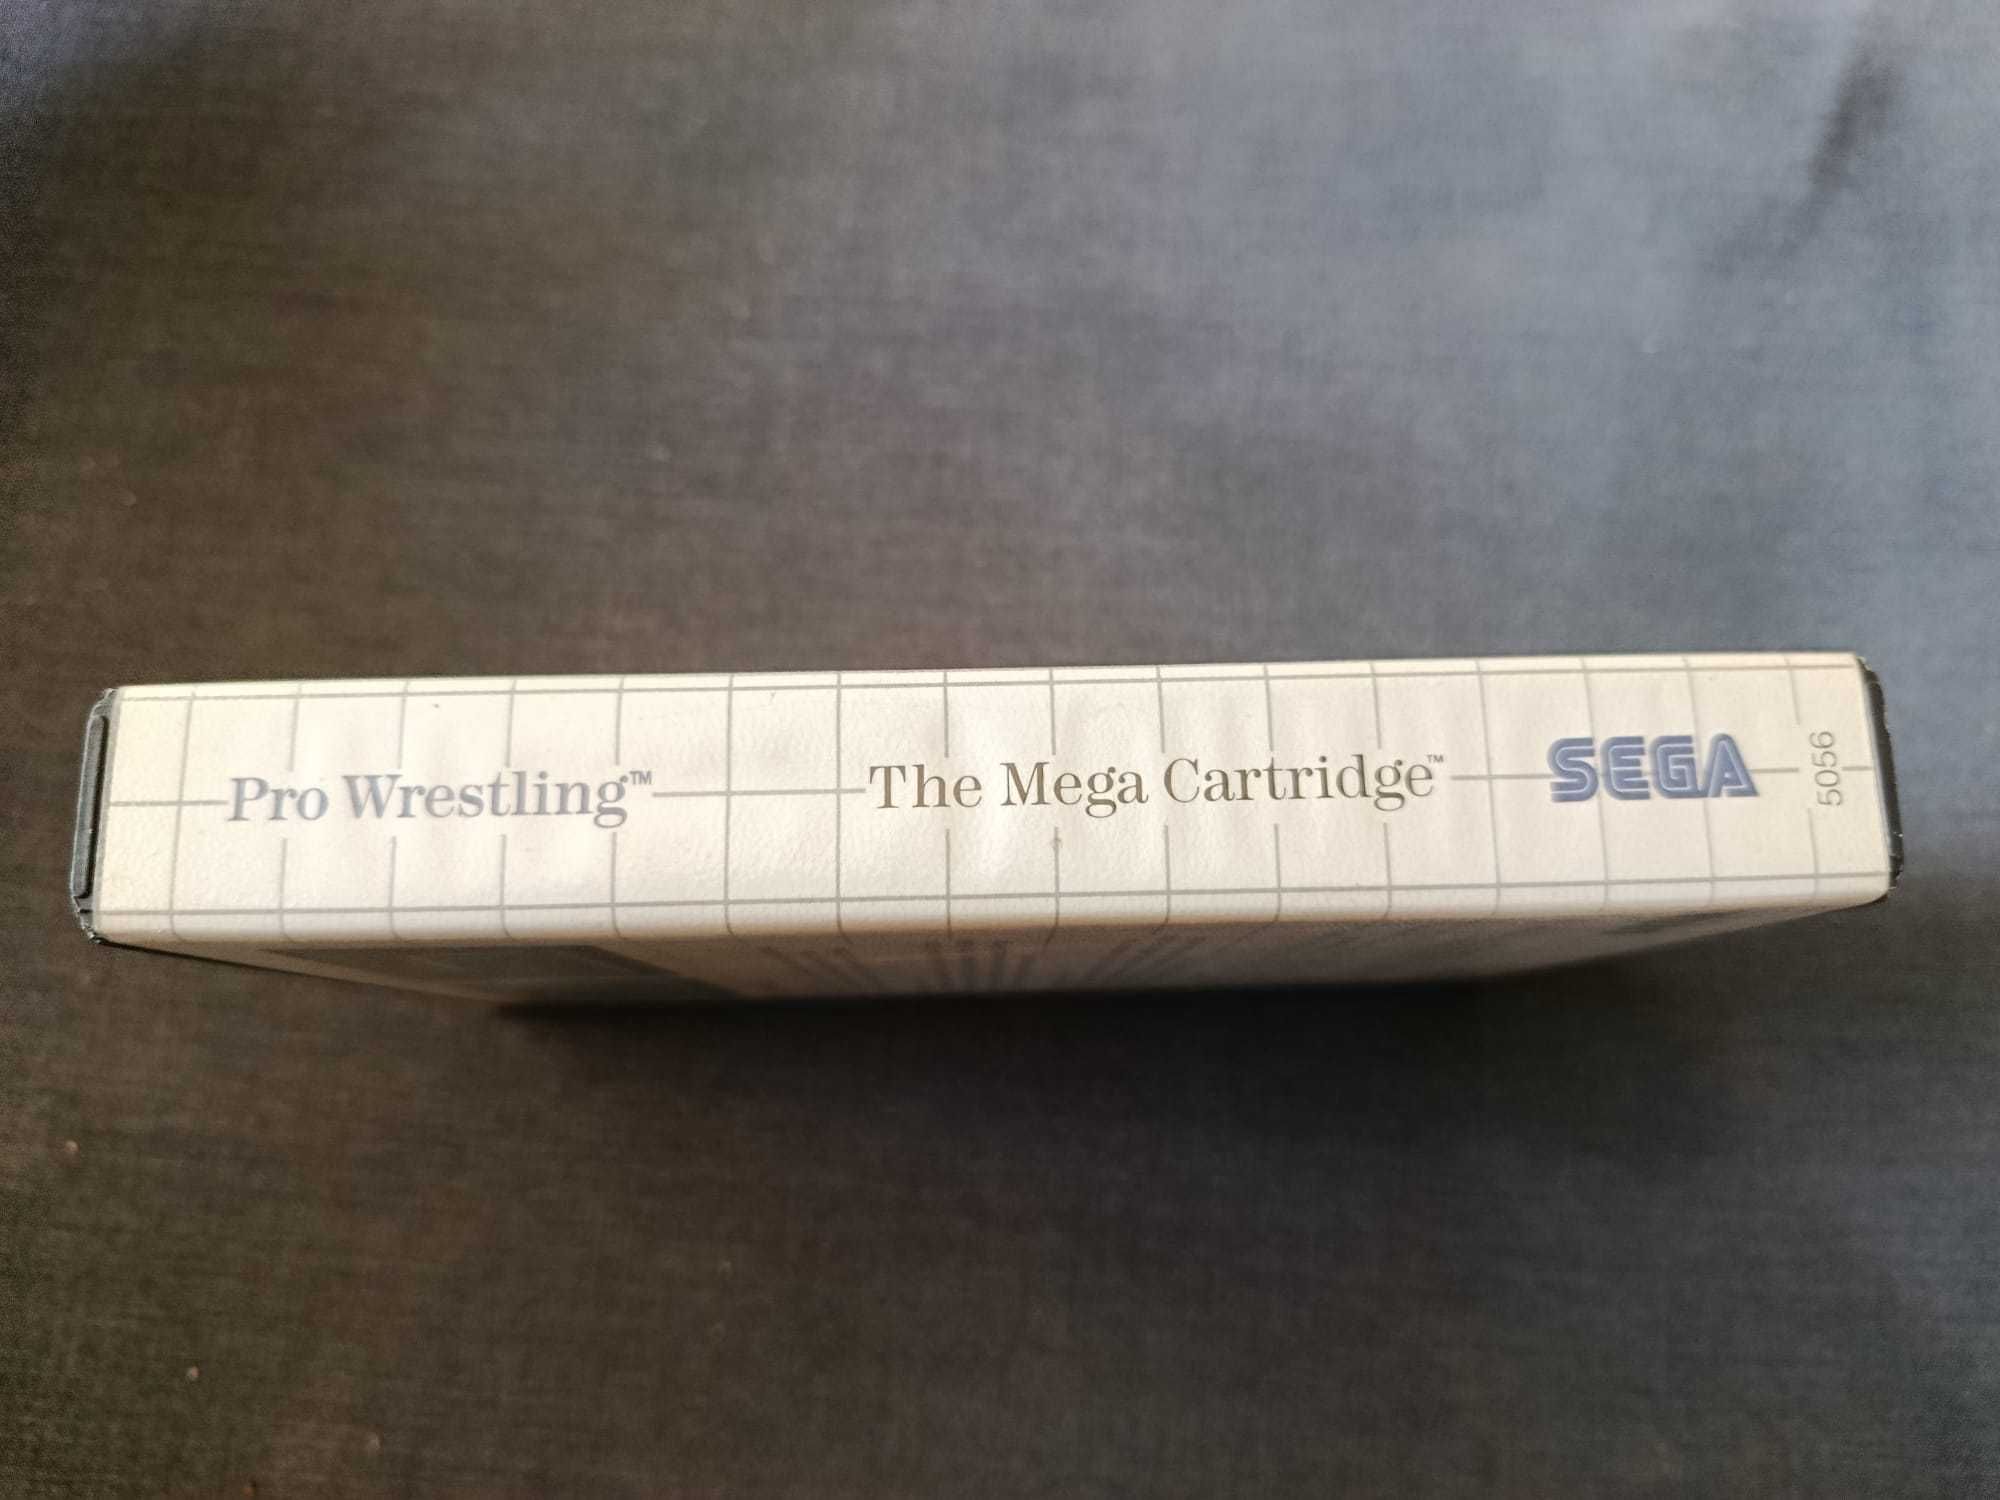 Pro Wrestling™ The Mega Cartridge™ SEGA
5056